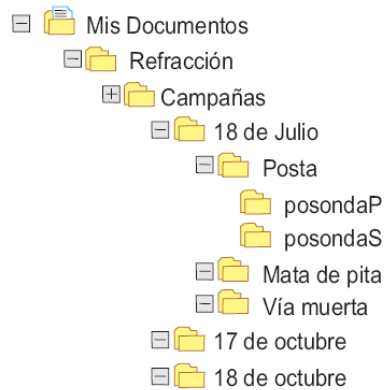 Mis Documentos
Refracción
Campañas
18 de Julio
Posta
posondaP
posondaS
Mata de pita
Vía muerta
17 de octubre
18 de octubre